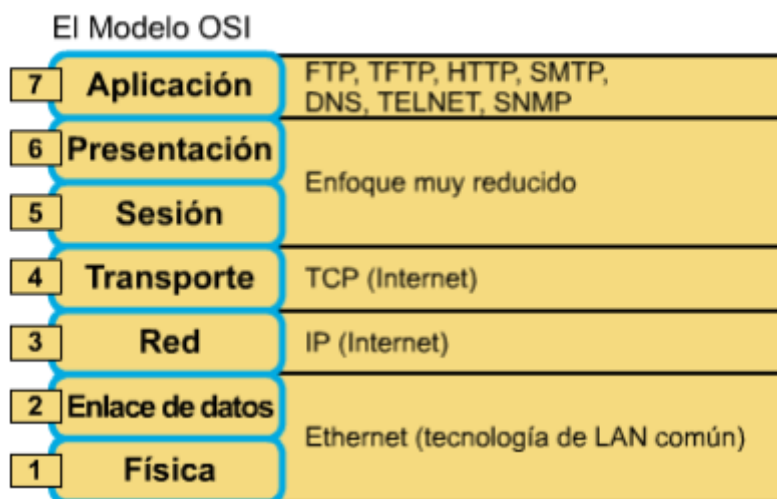 El Modelo OSI
7 Aplicación FTP, TFTP, HTTP, SMTP,
DNS, TELNET, SNMP
6 Presentación
Enfoque muy reducido
5 Sesión
4 Transporte TCP (Internet)
3 Red IP (Internet)
2 Enlace de datos
Ethernet (tecnología de LAN común)
1 Física